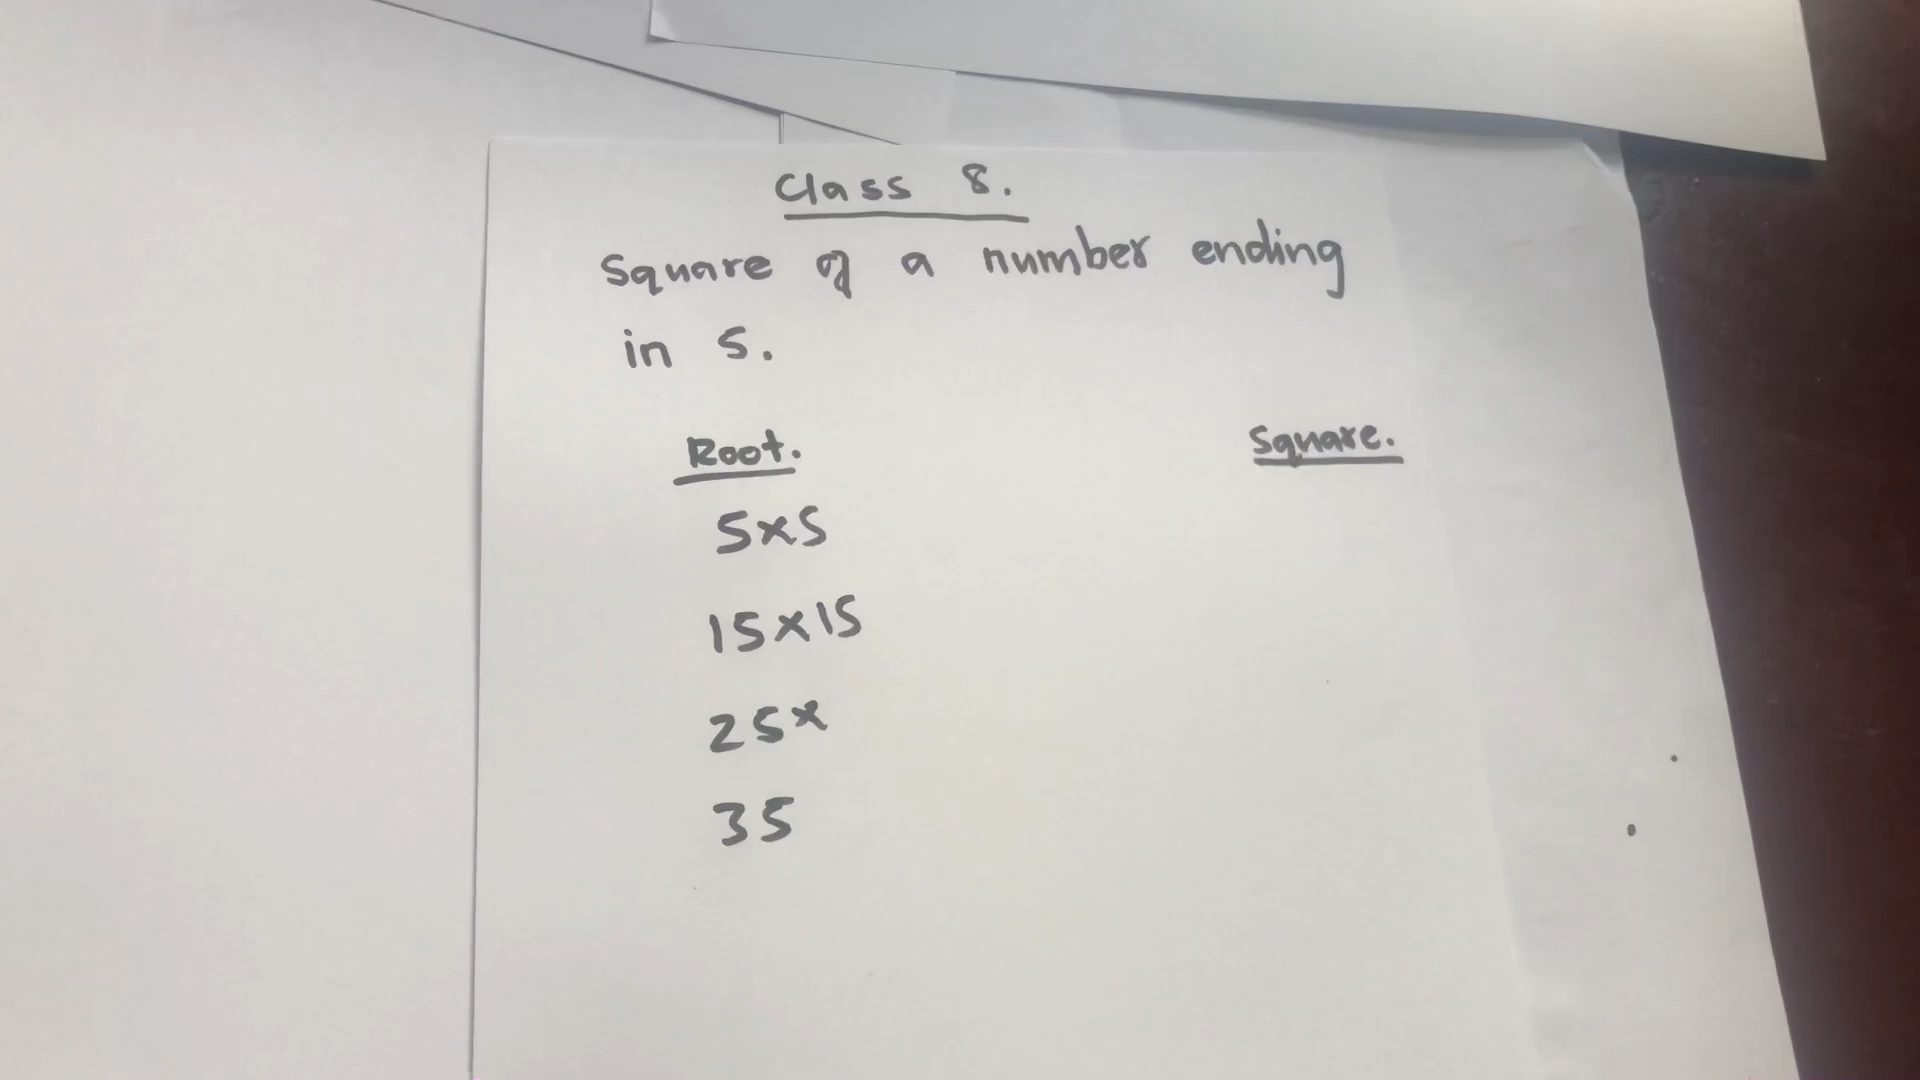 Class 8.
Square of a number ending
in 5.
Root. Square.
5×5
15×15
25×
35